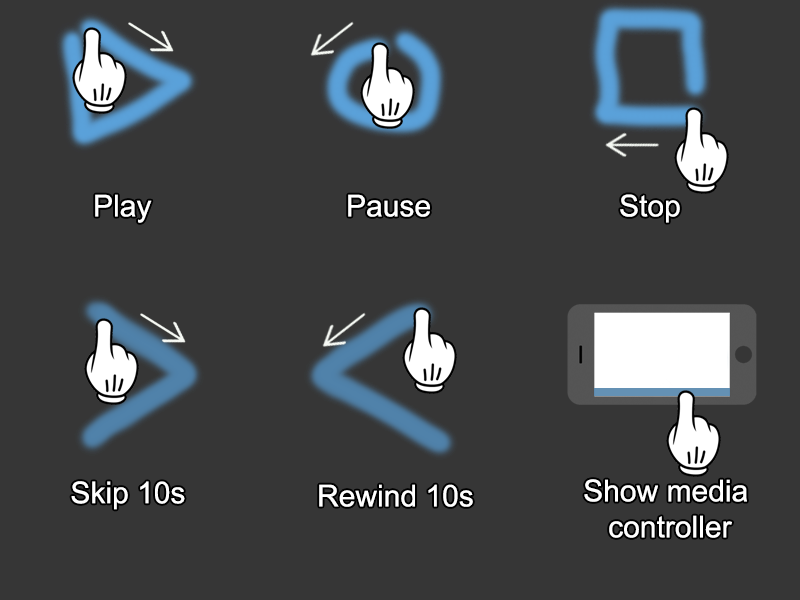 Play
Pause
Stop
Skip 10s
Rewind 10s
Show media
controller